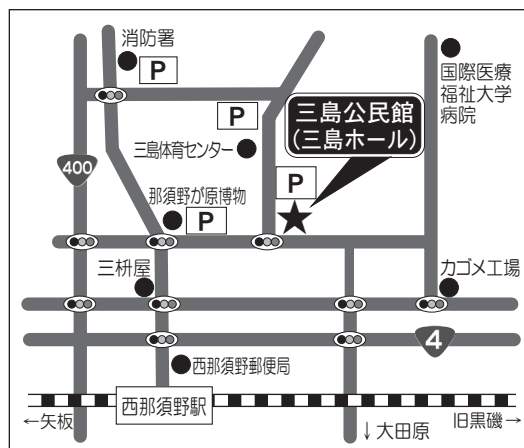 消防署
P
国際医療
福祉大学
病院
三島公民館
(三島ホール)
P
三島体育センター
P
400
那須野が原博物
P
三枡屋
カゴメ工場
4
西那須野郵便局
西那須野駅
←矢板
↓大田原
旧黒磯→